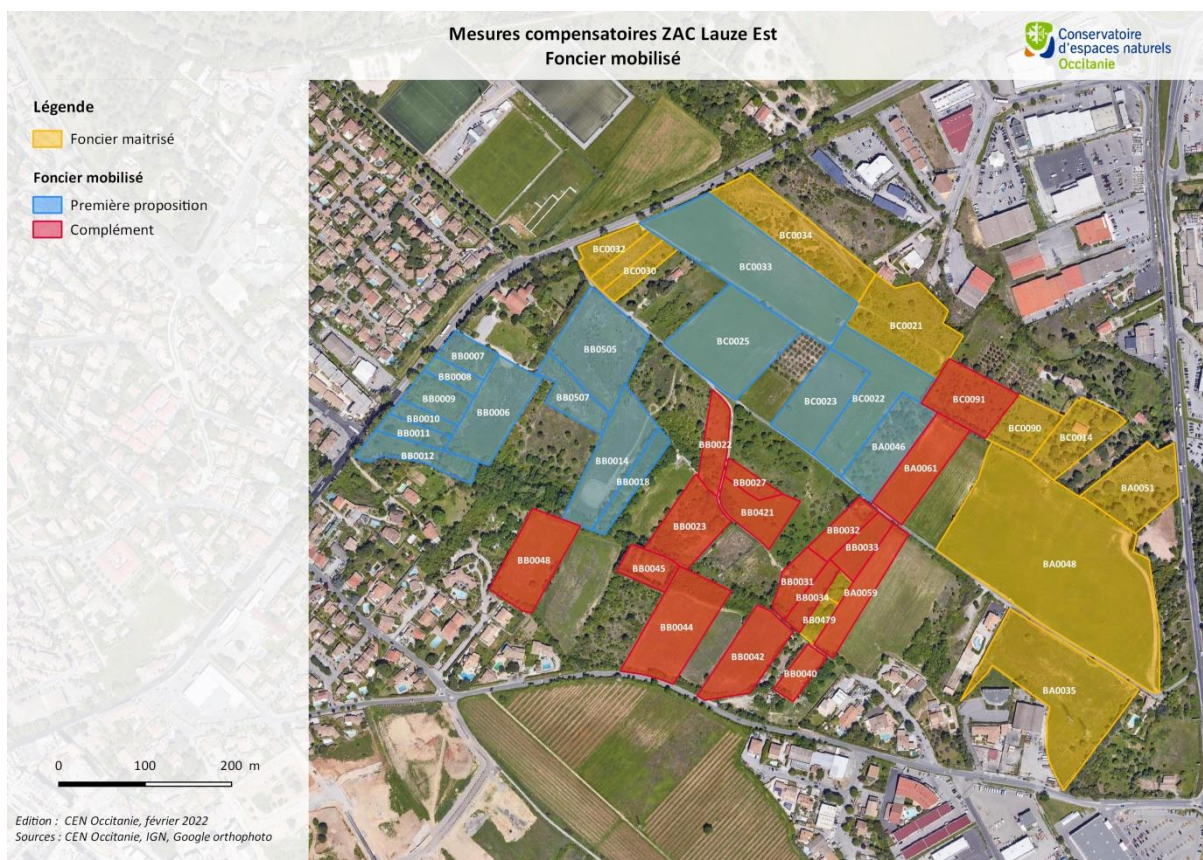 Mesures compensatoires ZAC Lauze Est
Foncier mobilisé
Conservatoire
d'espaces naturels
Occitanie
Légende
Foncier maitrisé
Foncier mobilisé
Première proposition
Complément
BC0034
BC0032
BC0030
BC0033
BC0021
BB0505
BC0025
BB0007
BB0008
BB0009
BB0006
BB0507
BB0010
BB0011
BB0012
BC0022
BC0023
BC0091
BA0046
BC0090
BC0014
BB0014
BB0022
BA0061
BB0018
BB0027
BA0051
BB0421
BB0023
BB0032
BB0033
BB0048
BB0045
BB0031
BA0048
BA0059
BB0034
BB0479
BB0044
BB0042
BB0040
BA0035
0 100 200 m
Edition : CEN Occitanie, février 2022
Sources : CEN Occitanie, IGN, Google orthophoto